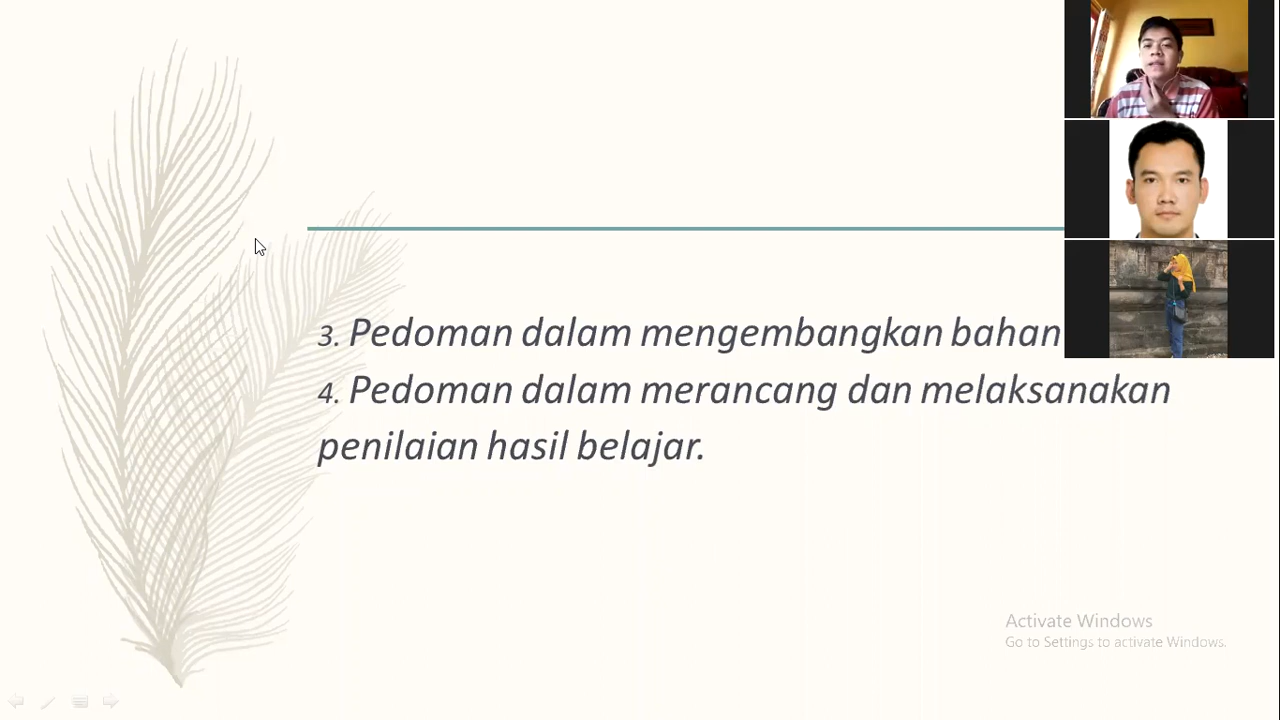 3. Pedoman dalam mengembangkan bahan
4. Pedoman dalam merancang dan melaksanakan
penilaian hasil belajar.
Activate Windows
Go to Settings to activate Windows.